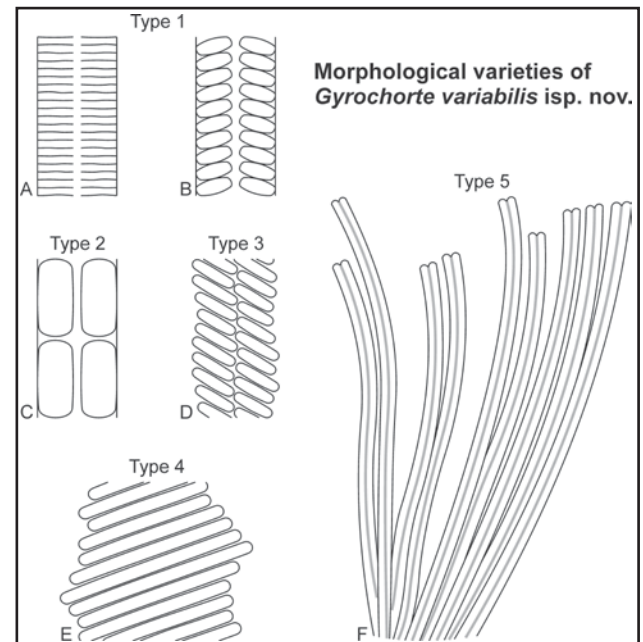 Type 1
A
B
Morphological varieties of
Gyrochorte variabilis isp. nov.
Type 2
C
Type 3
D
Type 4
E
Type 5
F